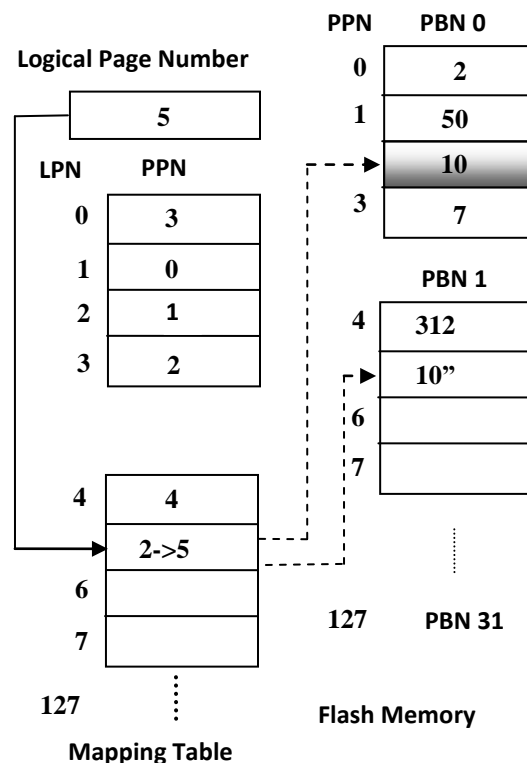 PPN PBN 0
Logical Page Number
5
LPN PPN
0 3
1 0
2 1
3 2
4 4
2->5
6
7
127
Mapping Table
0 2
1 50
10
3 7
PBN 1
4 312
10”
6
7
127 PBN 31
Flash Memory